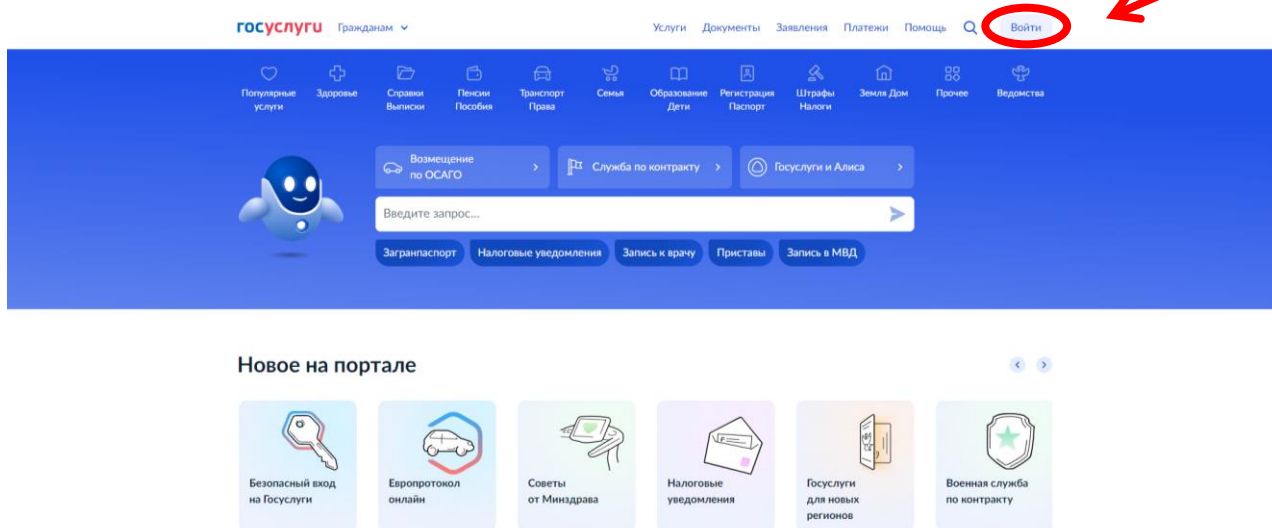 госуслуги Гражданам Услуги Документы Заявления Платежи Помощь Войти
Популярные услуги
Здоровье
Справки Выписки
Пенсии Пособия
Транспорт Права
Семья
Образование Дети
Регистрация Паспорт
Штрафы Налоги
Земля Дом
Прочее
Ведомства
Возмещение
по ОСАГО
Служба по контракту
Госуслуги и Алиса
Введите запрос...
Загранпаспорт Налоговые уведомления Запись к врачу Приставы Запись в МВД
Новое на портале
Безопасный вход
на Госуслуги
Европротокол
онлайн
Советы
от Минздрава
Налоговые
уведомления
Госуслуги
для новых
регионов
Военная служба
по контракту